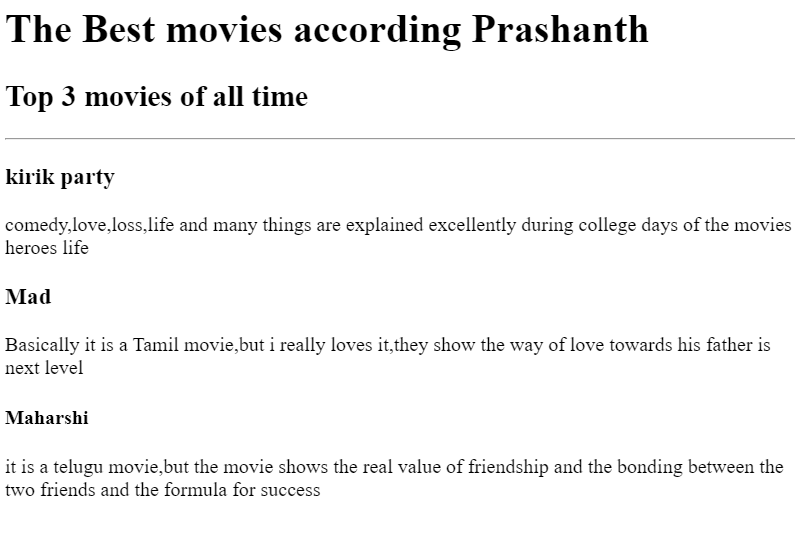 The Best movies according Prashanth
Top 3 movies of all time
kirik party
comedy,love,loss,life and many things are explained excellently during college days of the movies
heroes life
Mad
Basically it is a Tamil movie,but i really loves it,they show the way of love towards his father is
next level
Maharshi
it is a telugu movie,but the movie shows the real value of friendship and the bonding between the
two friends and the formula for success